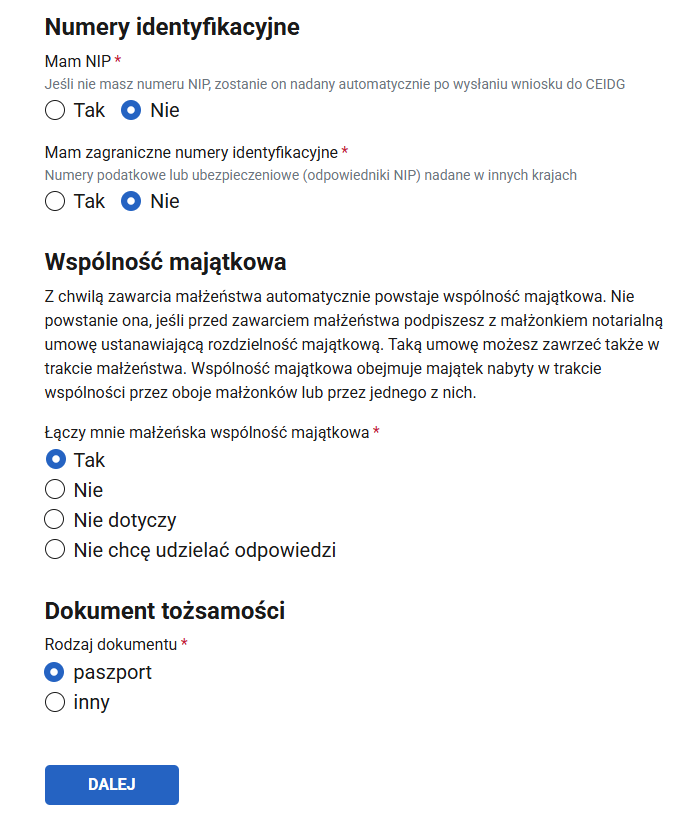 Numery identyfikacyjne
Mam NIP *
Jeśli nie masz numeru NIP, zostanie on nadany automatycznie po wysłaniu wniosku do CEIDG
Tak Nie
Mam zagraniczne numery identyfikacyjne *
Numery podatkowe lub ubezpieczeniowe (odpowiedniki NIP) nadane w innych krajach
Tak Nie
Wspólność majątkowa
Z chwilą zawarcia małżeństwa automatycznie powstaje wspólność majątkowa. Nie
powstanie ona, jeśli przed zawarciem małżeństwa podpiszesz z małżonkiem notarialną
umowę ustanawiającą rozdzielność majątkową. Taką umowę możesz zawrzeć także w
trakcie małżeństwa. Wspólność majątkowa obejmuje majątek nabyty w trakcie
wspólności przez oboje małżonków lub przez jednego z nich.
Łączy mnie małżeńska wspólność majątkowa *
Tak
Nie
Nie dotyczy
Nie chcę udzielać odpowiedzi
Dokument tożsamości
Rodzaj dokumentu *
paszport
inny
DALEJ